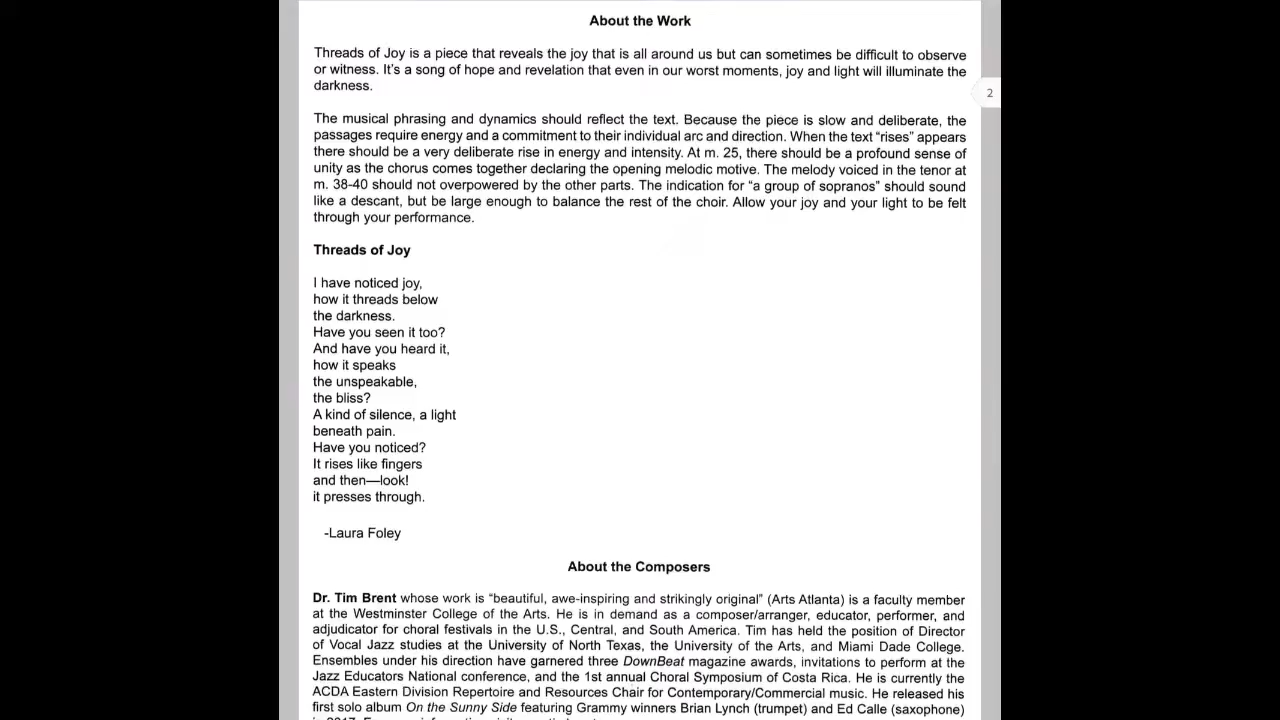 About the Work
Threads of Joy is a piece that reveals the joy that is all around us but can sometimes be difficult to observe
or witness. It's a song of hope and revelation that even in our worst moments, joy and light will illuminate the
darkness.
2
The musical phrasing and dynamics should reflect the text. Because the piece is slow and deliberate, the
passages require energy and a commitment to their individual arc and direction. When the text “rises” appears
there should be a very deliberate rise in energy and intensity. At m. 25, there should be a profound sense of
unity as the chorus comes together declaring the opening melodic motive. The melody voiced in the tenor at
m. 38-40 should not overpowered by the other parts. The indication for “a group of sopranos” should sound
like a descant, but be large enough to balance the rest of the choir. Allow your joy and your light to be felt
through your performance.
Threads of Joy
I have noticed joy,
how it threads below
the darkness.
Have you seen it too?
And have you heard it,
how it speaks
the unspeakable,
the bliss?
A kind of silence, a light
beneath pain.
Have you noticed?
It rises like fingers
and then—look!
it presses through.
-Laura Foley
About the Composers
Dr. Tim Brent whose work is “beautiful, awe-inspiring and strikingly original” (Arts Atlanta) is a faculty member
at the Westminster College of the Arts. He is in demand as a composer/arranger, educator, performer, and
adjudicator for choral festivals in the U.S., Central, and South America. Tim has held the position of Director
of Vocal Jazz studies at the University of North Texas, the University of the Arts, and Miami Dade College.
Ensembles under his direction have garnered three DownBeat magazine awards, invitations to perform at the
Jazz Educators National conference, and the 1st annual Choral Symposium of Costa Rica. He is currently the
ACDA Eastern Division Repertoire and Resources Chair for Contemporary/Commercial music. He released his
first solo album On the Sunny Side featuring Grammy winners Brian Lynch (trumpet) and Ed Calle (saxophone)